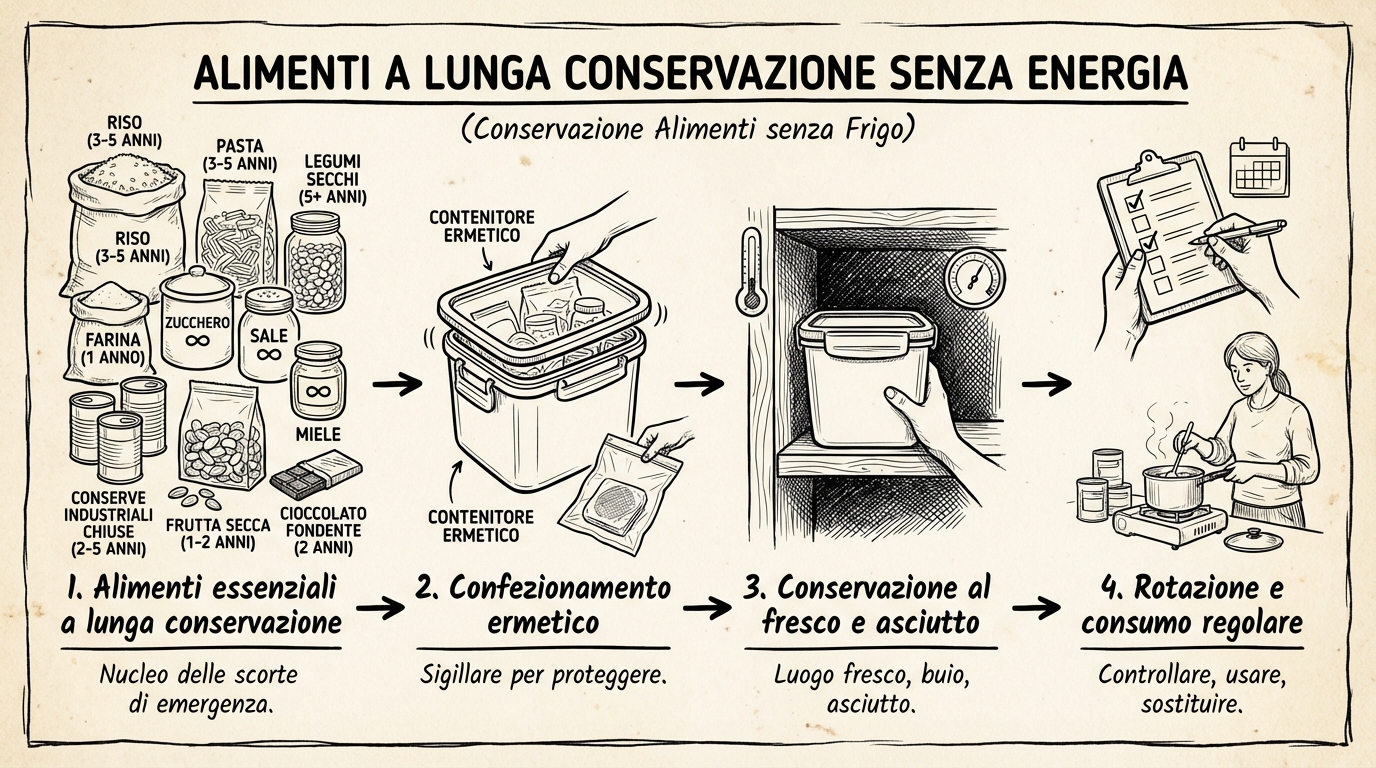 ALIMENTI A LUNGA CONSERVAZIONE SENZA ENERGIA
(Conservazione Alimenti senza Frigo)
RISO
(3-5 ANNI)
PASTA
(3-5 ANNI)
LEGUMI
SECCHI
(5+ ANNI)
RISO
(3-5 ANNI)
FARINA
(1 ANNO)
ZUCCHERO
∞
SALE
∞
∞
MIELE
CONSERVE
INDUSTRIALI
CHIUSE
(2-5 ANNI)
FRUTTA SECCA
(1-2 ANNI)
CIOCCOLATO
FONDENTE
(2 ANNI)
CONTENITORE
ERMETICO
CONTENITORE
ERMETICO
1. Alimenti essenziali
a lunga conservazione
Nucleo delle scorte
di emergenza.
2. Confezionamento
ermetico
Sigillare per proteggere.
3. Conservazione al
fresco e asciutto
Luogo fresco, buio,
asciutto.
4. Rotazione e
consumo regolare
Controllare, usare,
sostituire.